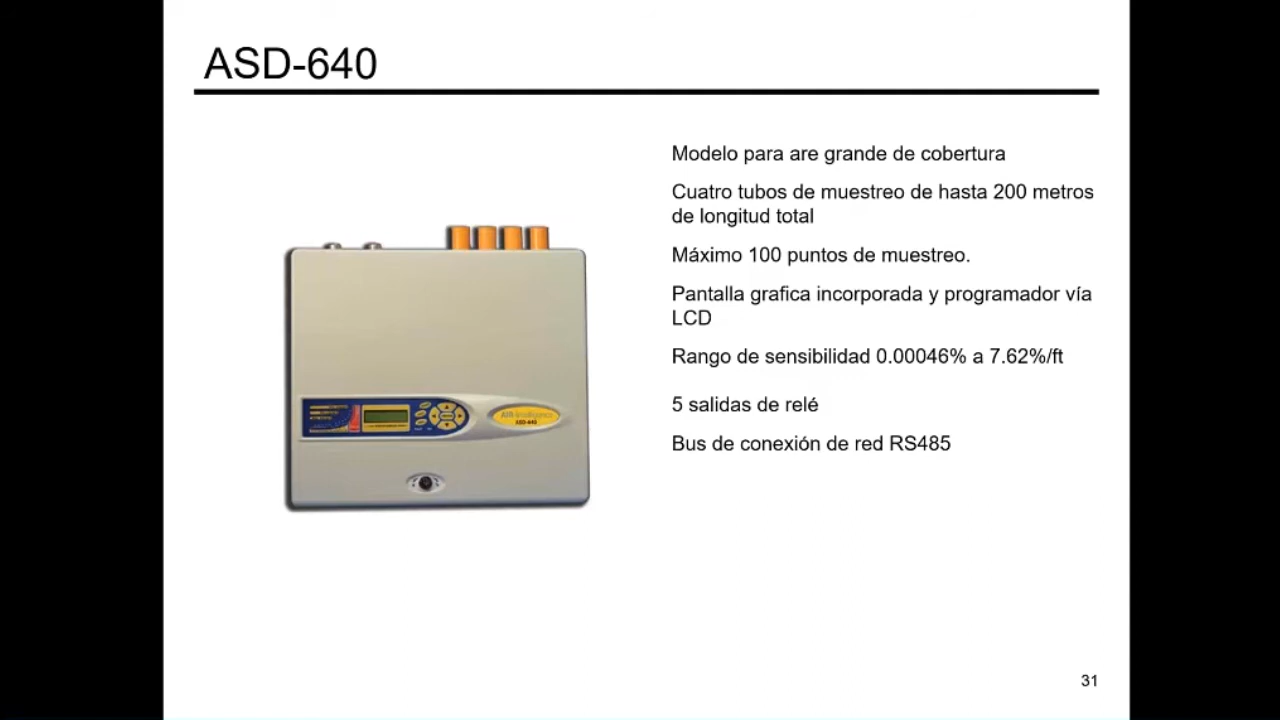 ASD-640
Modelo para are grande de cobertura
Cuatro tubos de muestreo de hasta 200 metros
de longitud total
Máximo 100 puntos de muestreo.
Pantalla grafica incorporada y programador vía
LCD
Rango de sensibilidad 0.00046% a 7.62%/ft
5 salidas de relé
Bus de conexión de red RS485
AIR Intelligence
ASD-640
31